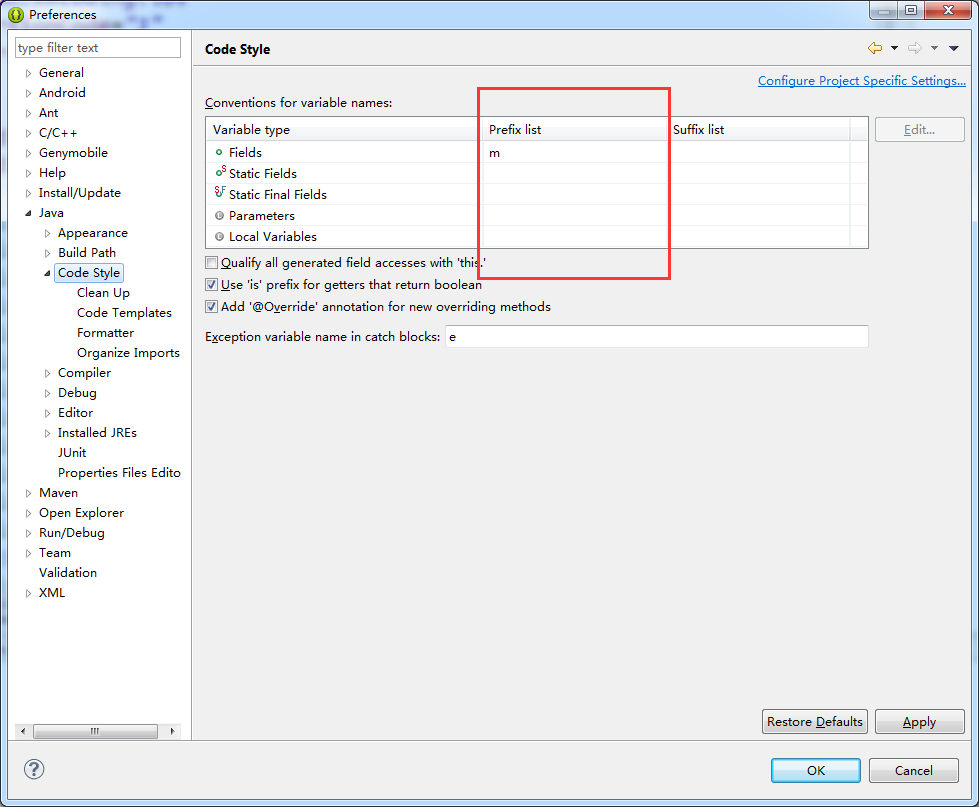 Preferences
type filter text
General
Android
Ant
C/C++
Genymobile
Help
Install/Update
Java
Appearance
Build Path
Code Style
Clean Up
Code Templates
Formatter
Organize Imports
Compiler
Debug
Editor
Installed JREs
JUnit
Properties Files Edito
Maven
Open Explorer
Run/Debug
Team
Validation
XML
Code Style
Configure Project Specific Settings...
Conventions for variable names:
Variable type Prefix list Suffix list
Fields m
Static Fields
Static Final Fields
Parameters
Local Variables
Edit...
Qualify all generated field accesses with 'this.'
Use 'is' prefix for getters that return boolean
Add '@Override' annotation for new overriding methods
Exception variable name in catch blocks: e
Restore Defaults Apply
OK Cancel